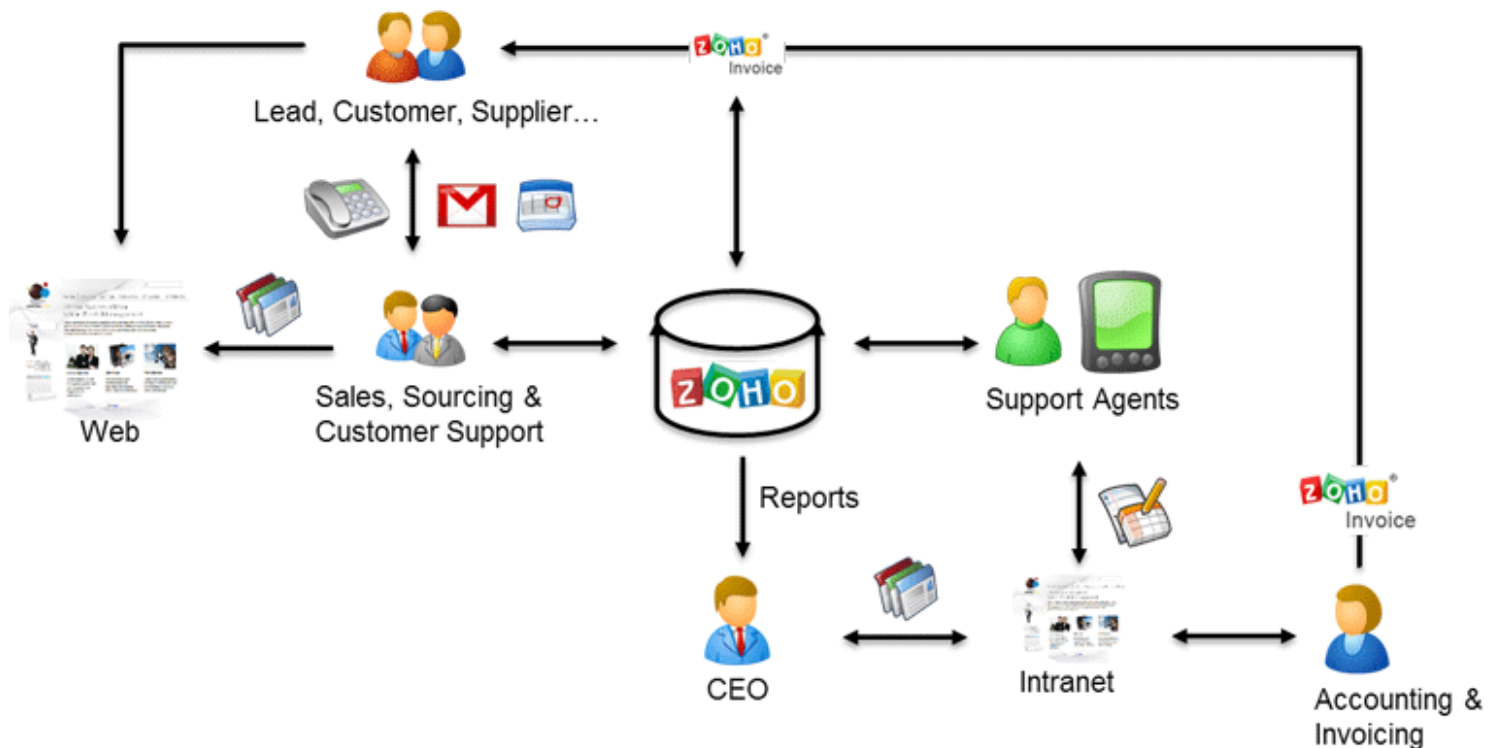 ZOHO®
Invoice
Lead, Customer, Supplier…
Web
Sales, Sourcing &
Customer Support
ZOHO
Support Agents
Reports
ZOHO®
Invoice
CEO
Intranet
Accounting &
Invoicing